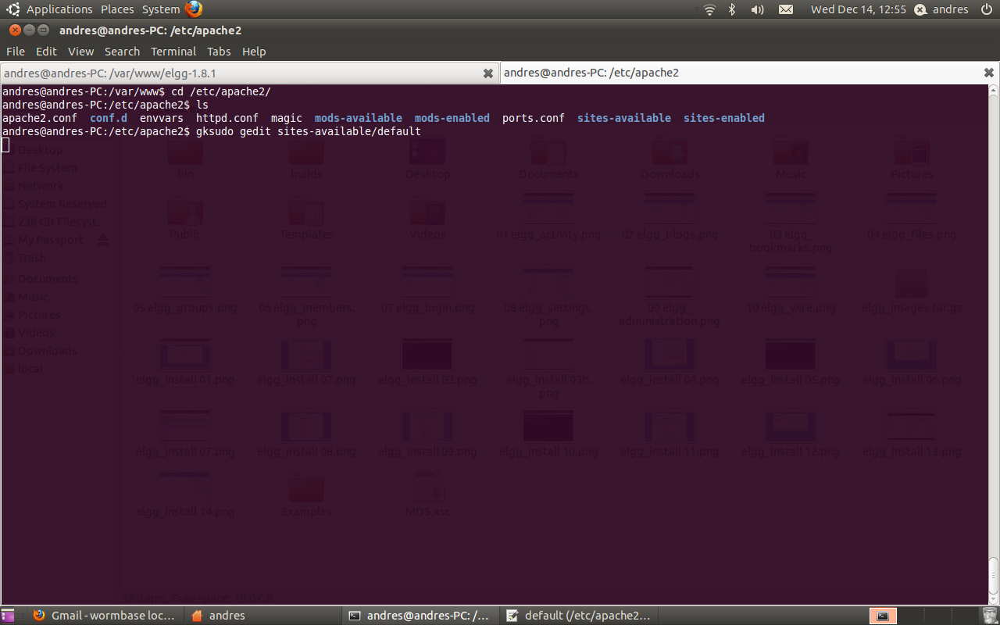 Applications Places System
Wed Dec 14, 12:55 andres
andres@andres-PC: /etc/apache2
File Edit View Search Terminal Tabs Help
andres@andres-PC: /var/www/elgg-1.8.1
andres@andres-PC: /etc/apache2
andres@andres-PC:/var/www$ cd /etc/apache2/
andres@andres-PC:/etc/apache2$ ls
apache2.conf conf.d envvars httpd.conf magic mods-available mods-enabled ports.conf sites-available sites-enabled
andres@andres-PC:/etc/apache2$ gksudo gedit sites-available/default
Desktop
File System
Network
System Reserved
238 GB Filesyst...
My Passport
Trash
Documents
Music
Pictures
Videos
Downloads
local
bin builds Desktop Documents Downloads Music Pictures
Public Templates Videos 01 elgg_activity.png 02 elgg_blogs.png 03 elgg_
bookmarks.png
04 elgg_files.png
05 elgg_groups.png 06 elgg_members.
png
07 elgg_login.png 08 elgg_settings.
png
09 elgg_
administration.png
10 elgg_wire.png elgg_images.tar.gz
elgg_install 01.png elgg_install 02.png elgg_install 03.png elgg_install 03b.
png
elgg_install 04.png elgg_install 05.png elgg_install 06.png
elgg_install 07.png elgg_install 08.png elgg_install 09.png elgg_install 10.png elgg_install 11.png elgg_install 12.png elgg_install 13.png
elgg_install 14.png Examples MD5.xsc
38 items, Free space: 19.0 GB
Gmail - wormbase loc...
andres
andres@andres-PC: /...
default (/etc/apache2...